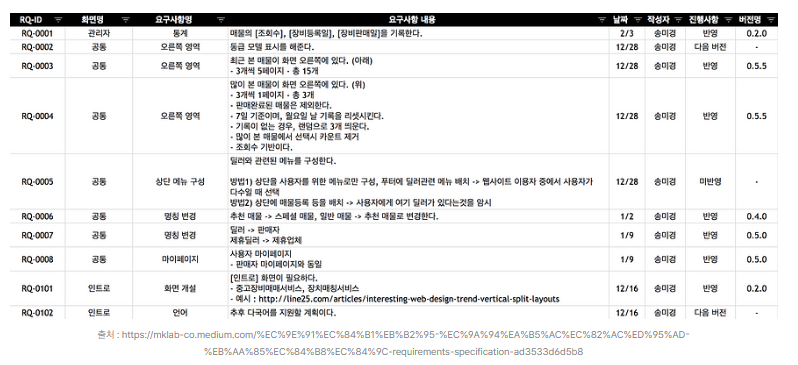 RQ-ID 화면명 요구사항명 요구사항 내용 날짜 작성자 진행사항 버전명
RQ-0001 관리자 통계 매물의 [조회수], [장비등록일], [장비판매일]을 기록한다. 2/3 송미경 반영 0.2.0
RQ-0002 공통 오른쪽 영역 동급 모델 표시를 해준다. 12/28 송미경 다음 버전 -
RQ-0003 공통 오른쪽 영역 최근 본 매물이 화면 오른쪽에 있다. (아래)
- 3개씩 5페이지 - 총 15개 12/28 송미경 반영 0.5.5
RQ-0004 공통 오른쪽 영역 많이 본 매물이 화면 오른쪽에 있다. (위)
- 3개씩 1페이지 - 총 3개
- 판매완료된 매물은 제외한다.
- 7일 기준이며, 월요일 날 기록을 리셋시킨다.
- 기록이 없는 경우, 랜덤으로 3개 띄운다.
- 많이 본 매물에서 선택시 카운트 제거
- 조회수 기반이다. 12/28 송미경 반영 0.5.5
RQ-0005 공통 상단 메뉴 구성 딜러와 관련된 메뉴를 구성한다.
방법1) 상단을 사용자를 위한 메뉴로만 구성, 푸터에 딜러관련 메뉴 배치 -> 웹사이트 이용자 중에서 사용자가
다수일 때 선택
방법2) 상단에 매물등록 등을 배치 -> 사용자에게 여기 딜러가 있다는것을 암시 12/28 송미경 미반영 -
RQ-0006 공통 명칭 변경 추천 매물 -> 스페셜 매물, 일반 매물 -> 추천 매물로 변경한다. 1/2 송미경 반영 0.4.0
RQ-0007 공통 명칭 변경 딜러 -> 판매자
제휴딜러 -> 제휴업체 1/9 송미경 반영 0.5.0
RQ-0008 공통 마이페이지 사용자 마이페이지
- 판매자 마이페이지와 동일 1/9 송미경 반영 0.5.0
RQ-0101 인트로 화면 개설 [인트로] 화면이 필요하다.
- 중고장비매매서비스, 장치매칭서비스
- 예시 : http://line25.com/articles/interesting-web-design-trend-vertical-split-layouts 12/16 송미경 반영 0.2.0
RQ-0102 인트로 언어 추후 다국어를 지원할 계획이다. 12/16 송미경 다음 버전 -
출처 : https://mklab-co.medium.com/%EC%9E%91%EC%84%B1%EB%B2%95-%EC%9A%94%EA%B5%AC%EC%82%AC%ED%95%AD-
%EB%AA%85%EC%84%B8%EC%84%9C-requirements-specification-ad3533d6d5b8